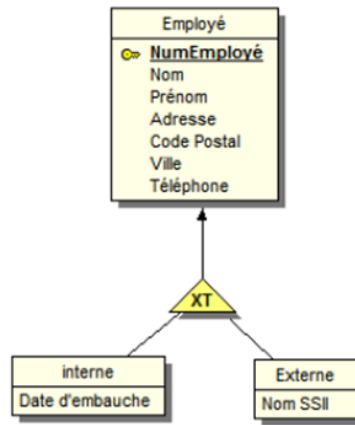 Employé
NumEmployé
Nom
Prénom
Adresse
Code Postal
Ville
Téléphone
XT
interne
Date d'embauche
Externe
Nom SSII